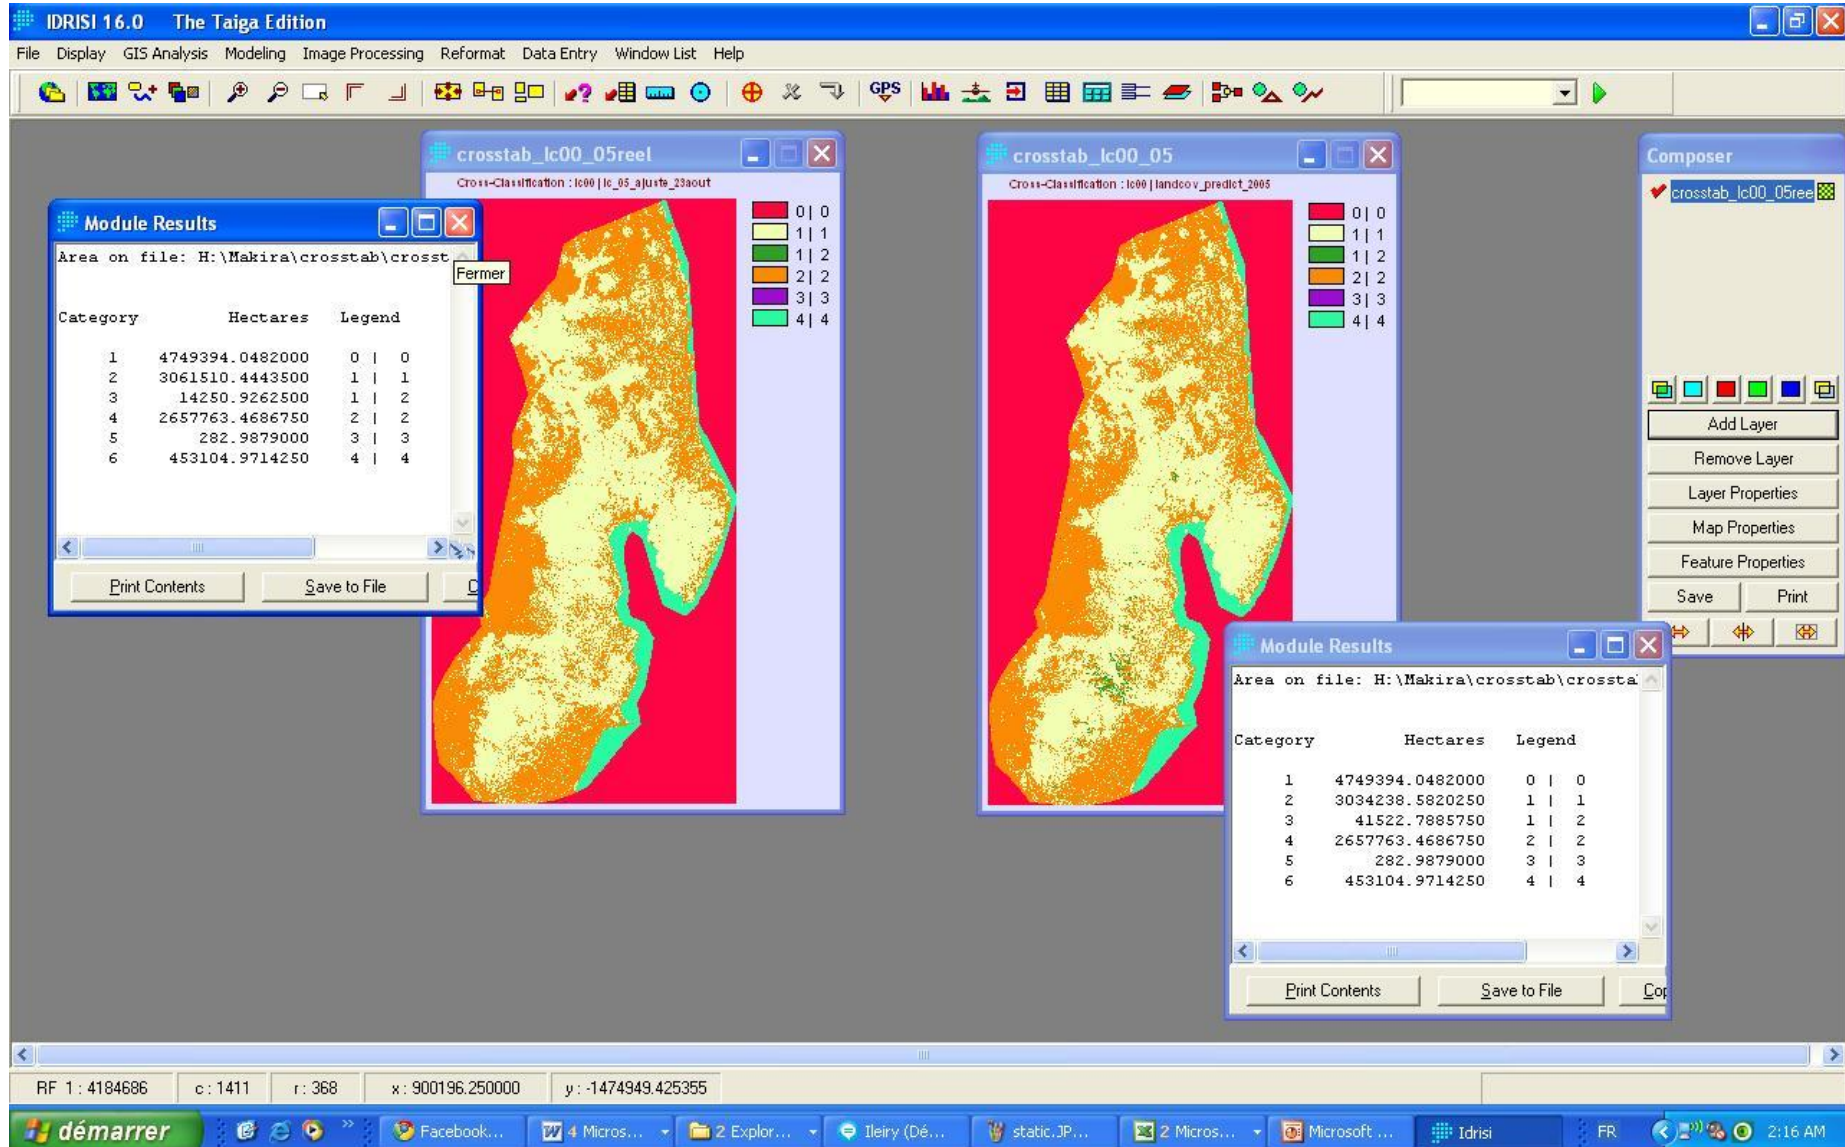 IDRISI 16.0 The Taiga Edition
File Display GIS Analysis Modeling Image Processing Reformat Data Entry Window List Help
GPS
crosstab_lc00_05reel
Cross-Classification : lc00 | lc_05_ajuste_23aout
0 | 0
1 | 1
1 | 2
2 | 2
3 | 3
4 | 4
crosstab_lc00_05
Cross-Classification : lc00 | landcov_predict_2005
0 | 0
1 | 1
1 | 2
2 | 2
3 | 3
4 | 4
Composer
crosstab_lc00_05ree
Add Layer
Remove Layer
Layer Properties
Map Properties
Feature Properties
Save Print
Module Results
Area on file: H:\Makira\crosstab\crosst
Fermer
Category Hectares Legend
1 4749394.0482000 0 | 0
2 3061510.4443500 1 | 1
3 14250.9262500 1 | 2
4 2657763.4686750 2 | 2
5 282.9879000 3 | 3
6 453104.9714250 4 | 4
Print Contents Save to File C
Module Results
Area on file: H:\Makira\crosstab\crossta
Category Hectares Legend
1 4749394.0482000 0 | 0
2 3034238.5820250 1 | 1
3 41522.7885750 1 | 2
4 2657763.4686750 2 | 2
5 282.9879000 3 | 3
6 453104.9714250 4 | 4
Print Contents Save to File Cop
RF 1 : 4184686 c : 1411 r : 368 x : 900196.250000 y : -1474949.425355
démarrer » Facebook... 4 Micros... 2 Explor... Ileiry (Dé... static.JP... 2 Micros... Microsoft ... Idrisi FR 2:16 AM